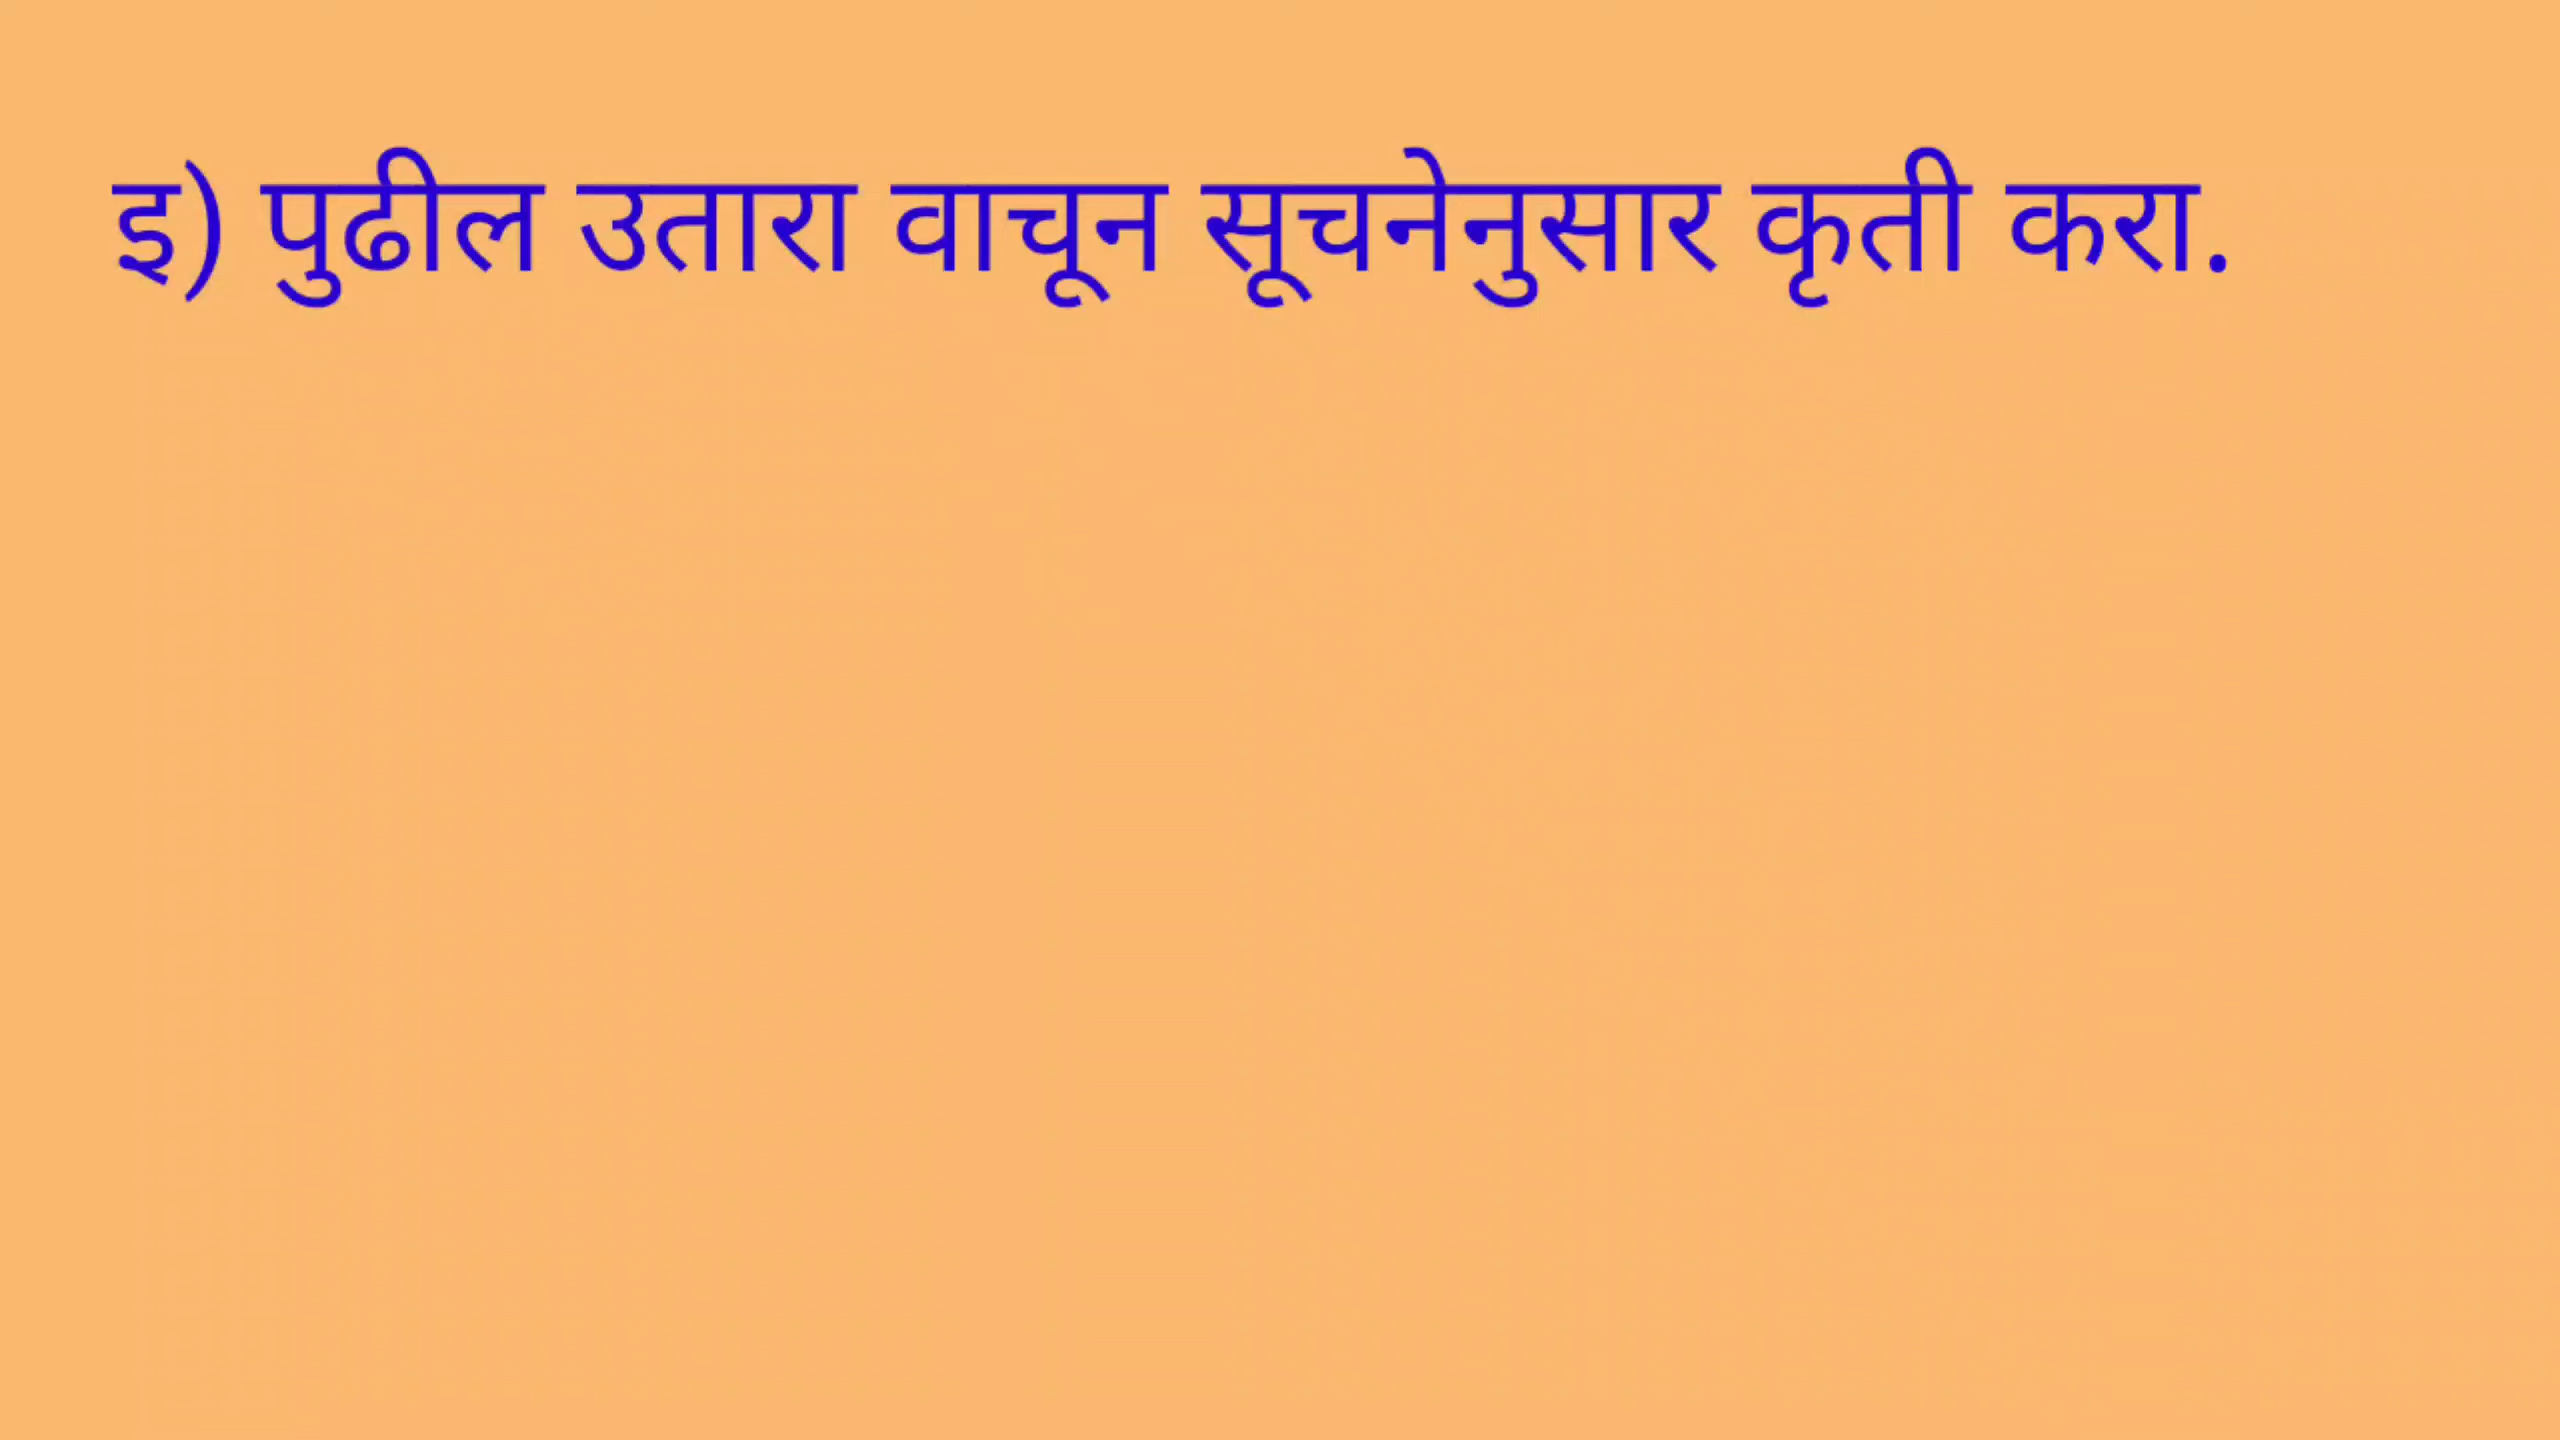 इ) पुढील उतारा वाचून सूचनेनुसार कृती करा.